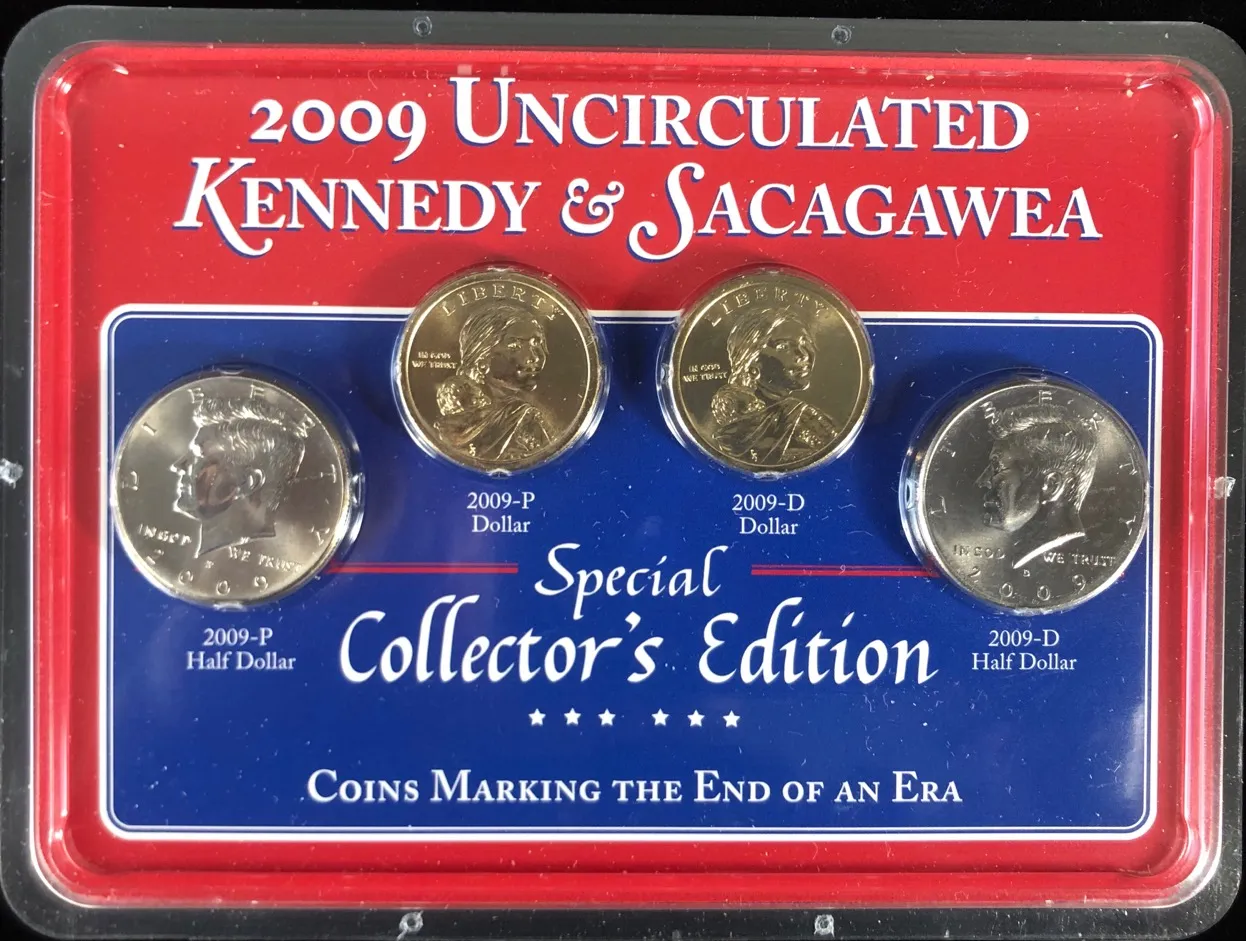 2009 UNCIRCULATED
KENNEDY & SACAGAWEA
LIBERTY
IN GOD
WE TRUST
LIBERTY
IN GOD
WE TRUST
LIBERTY
IN GOD WE TRUST
2009
LIBERTY
IN GOD WE TRUST
D
2009
2009-P
Dollar
2009-D
Dollar
Special
Collector's Edition
2009-P
Half Dollar
2009-D
Half Dollar
COINS MARKING THE END OF AN ERA